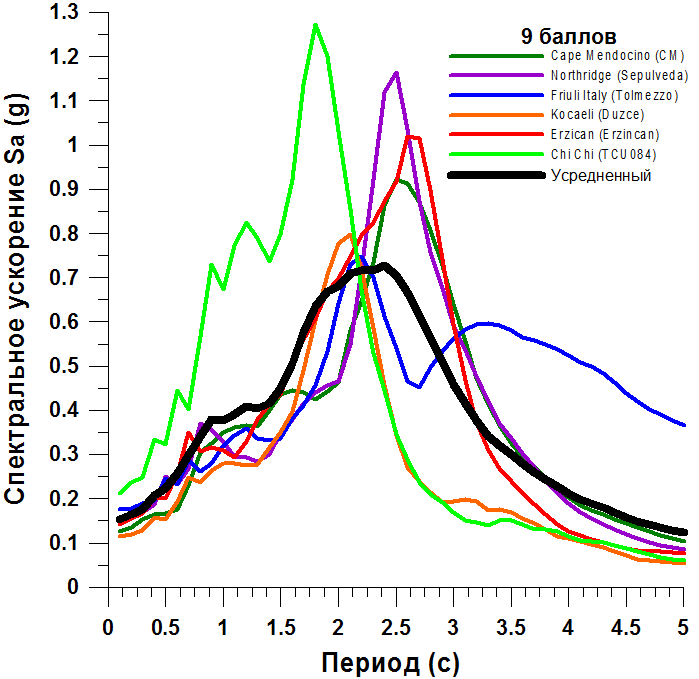 9 баллов
Cape Mendocino (CM)
Northridge (Sepulveda)
Friuli Italy (Tolmezzo)
Kocaeli (Duzce)
Erzican (Erzincan)
ChiChi (TCU084)
Усредненный
Спектральное ускорение Sa (g)
1.3
1.2
1.1
1
0.9
0.8
0.7
0.6
0.5
0.4
0.3
0.2
0.1
0
0 0.5 1 1.5 2 2.5 3 3.5 4 4.5 5
Период (с)